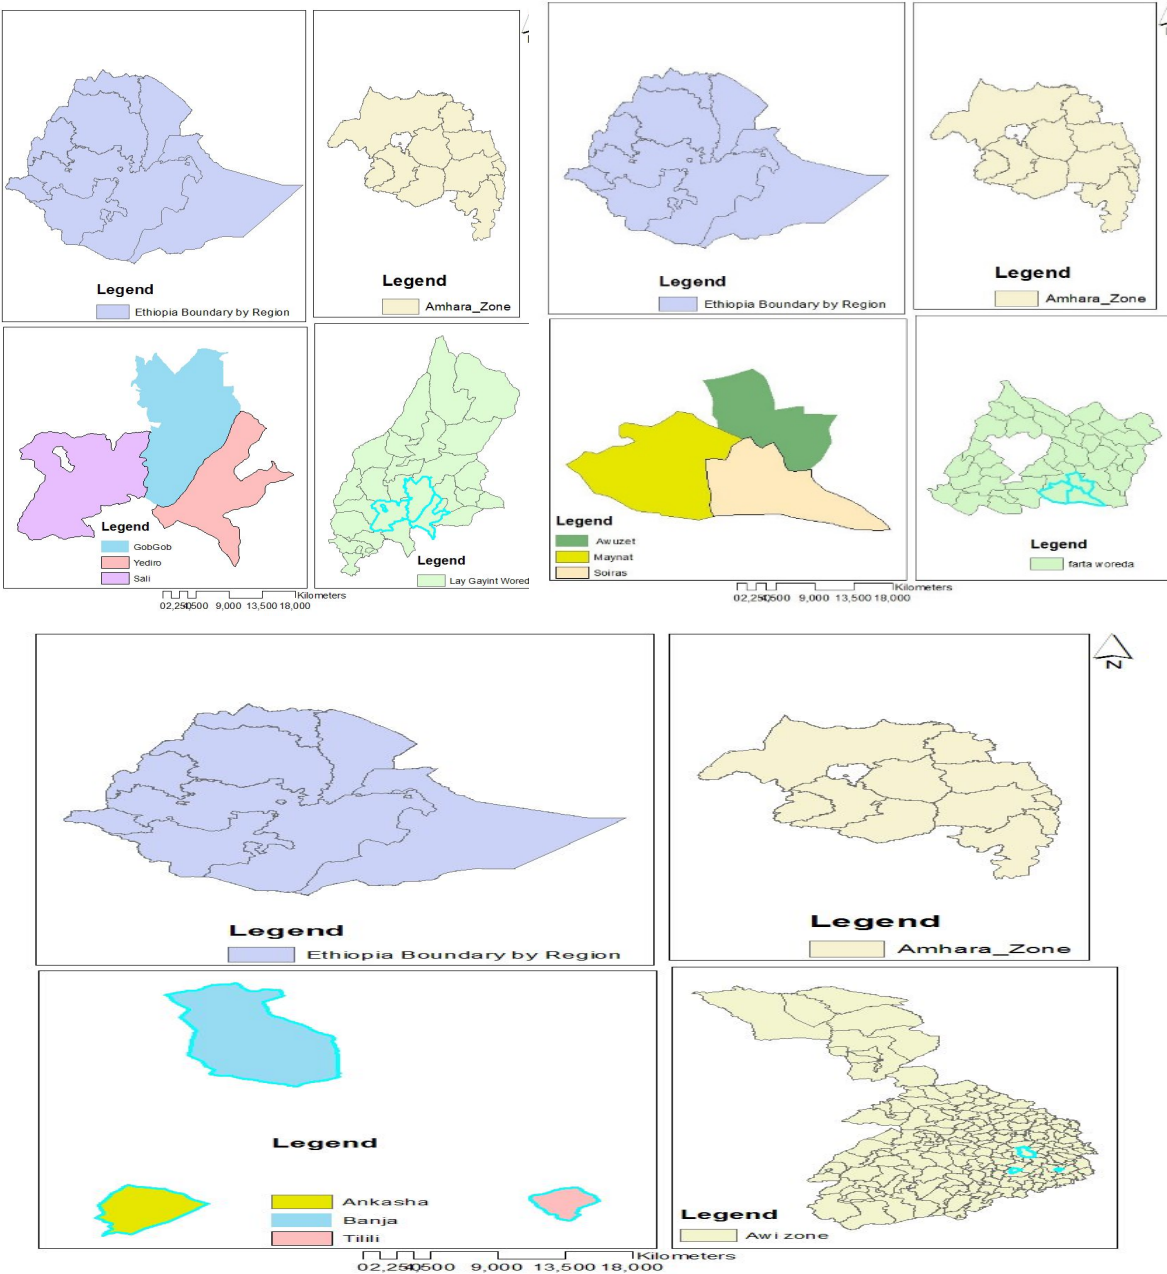 Legend
Ethiopia Boundary by Region
Legend
Amhara_Zone
Legend
Ethiopia Boundary by Region
Legend
Amhara_Zone
Legend
GobGob
Yediro
Sali
Legend
Lay Gayint Wored
Kilometers
9,000 13,500 18,000
Legend
Awuzet
Maynat
Soiras
Legend
farta woreda
Kilometers
9,000 13,500 18,000
N
Legend
Ethiopia Boundary by Region
Legend
Amhara_Zone
Legend
Ankasha
Banja
Tilili
Legend
Awi zone
Kilometers
9,000 13,500 18,000